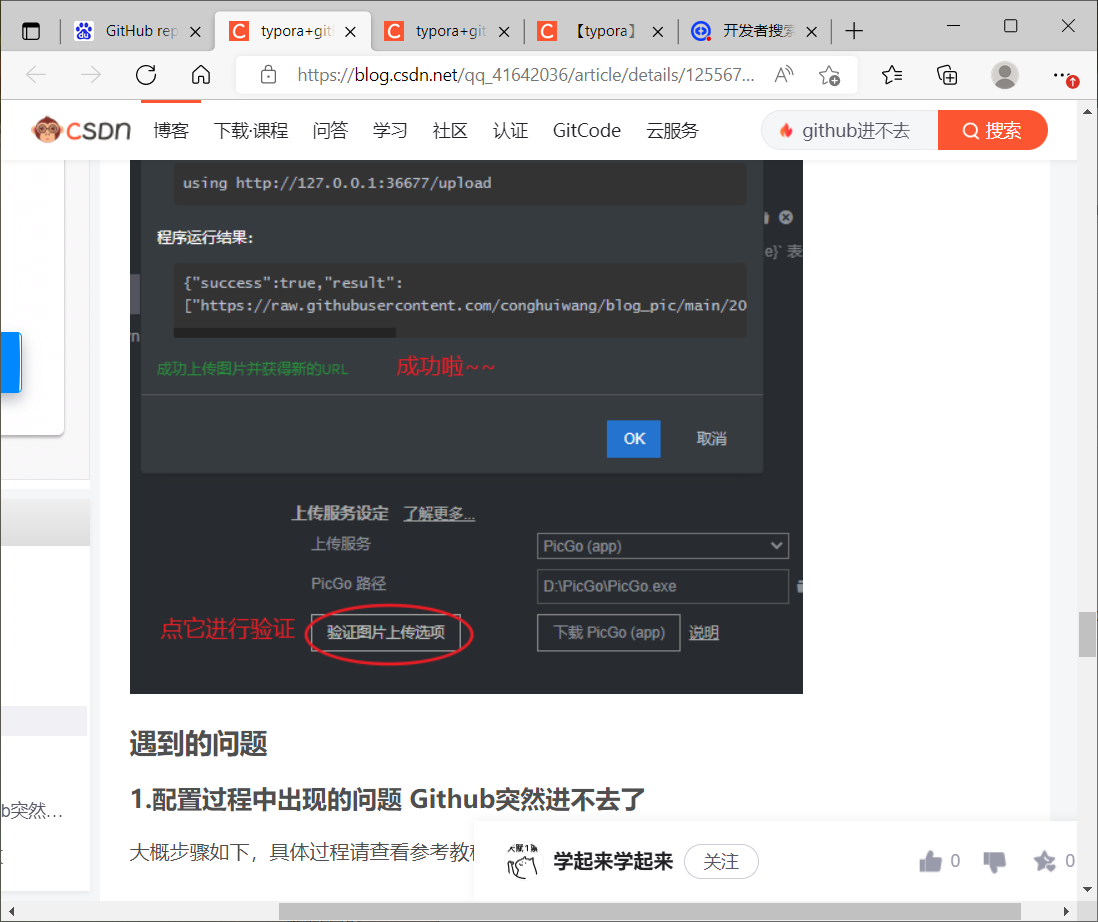 GitHub rep
typora+git
typora+git
【typora】
开发者搜索
https://blog.csdn.net/qq_41642036/article/details/125567...
CSDN 博客 下载·课程 问答 学习 社区 认证 GitCode 云服务 github进不去 搜索
using http://127.0.0.1:36677/upload
程序运行结果:
e}` 表
{"success":true,"result":
["https://raw.githubusercontent.com/conghuiwang/blog_pic/main/20
成功上传图片并获得新的URL 成功啦~~
OK 取消
上传服务设定 了解更多...
上传服务 PicGo (app)
PicGo 路径 D:\PicGo\PicGo.exe
点它进行验证 验证图片上传选项 下载 PicGo (app) 说明
遇到的问题
1.配置过程中出现的问题 Github突然进不去了
b突然...
大概步骤如下，具体过程请查看参考教程
学起来学起来 关注 0 0